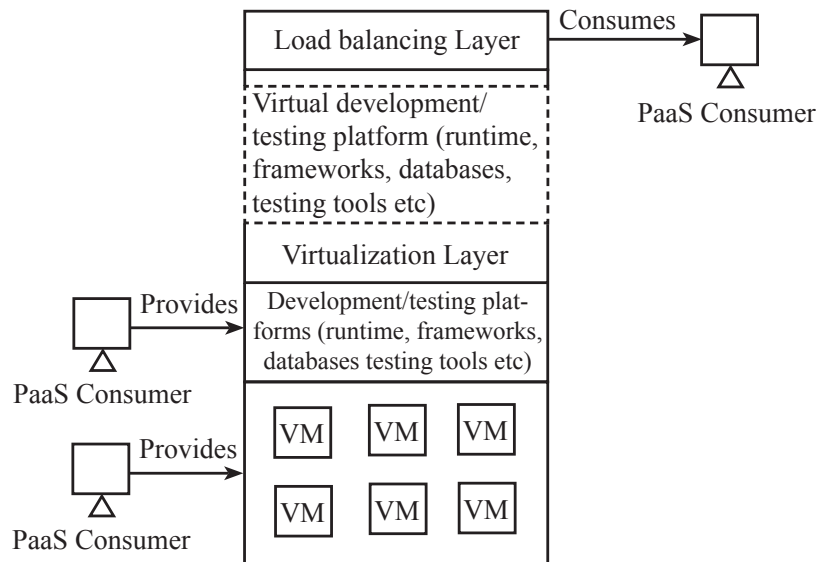 Load balancing Layer
Consumes
PaaS Consumer
Virtual development/
testing platform (runtime,
frameworks, databases,
testing tools etc)
Virtualization Layer
Provides
PaaS Consumer
Development/testing plat-
forms (runtime, frameworks,
databases testing tools etc)
Provides
PaaS Consumer
VM VM VM
VM VM VM